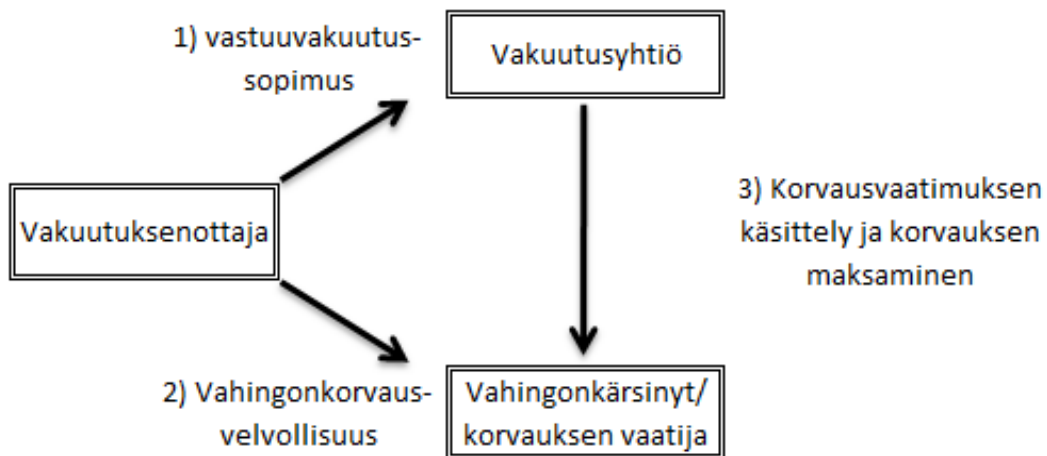 1) vastuuvakuutus-
sopimus
Vakuutusyhtiö
Vakuutuksenottaja
3) Korvausvaatimuksen
käsittely ja korvauksen
maksaminen
2) Vahingonkorvaus-
velvollisuus
Vahingonkärsinyt/
korvauksen vaatija